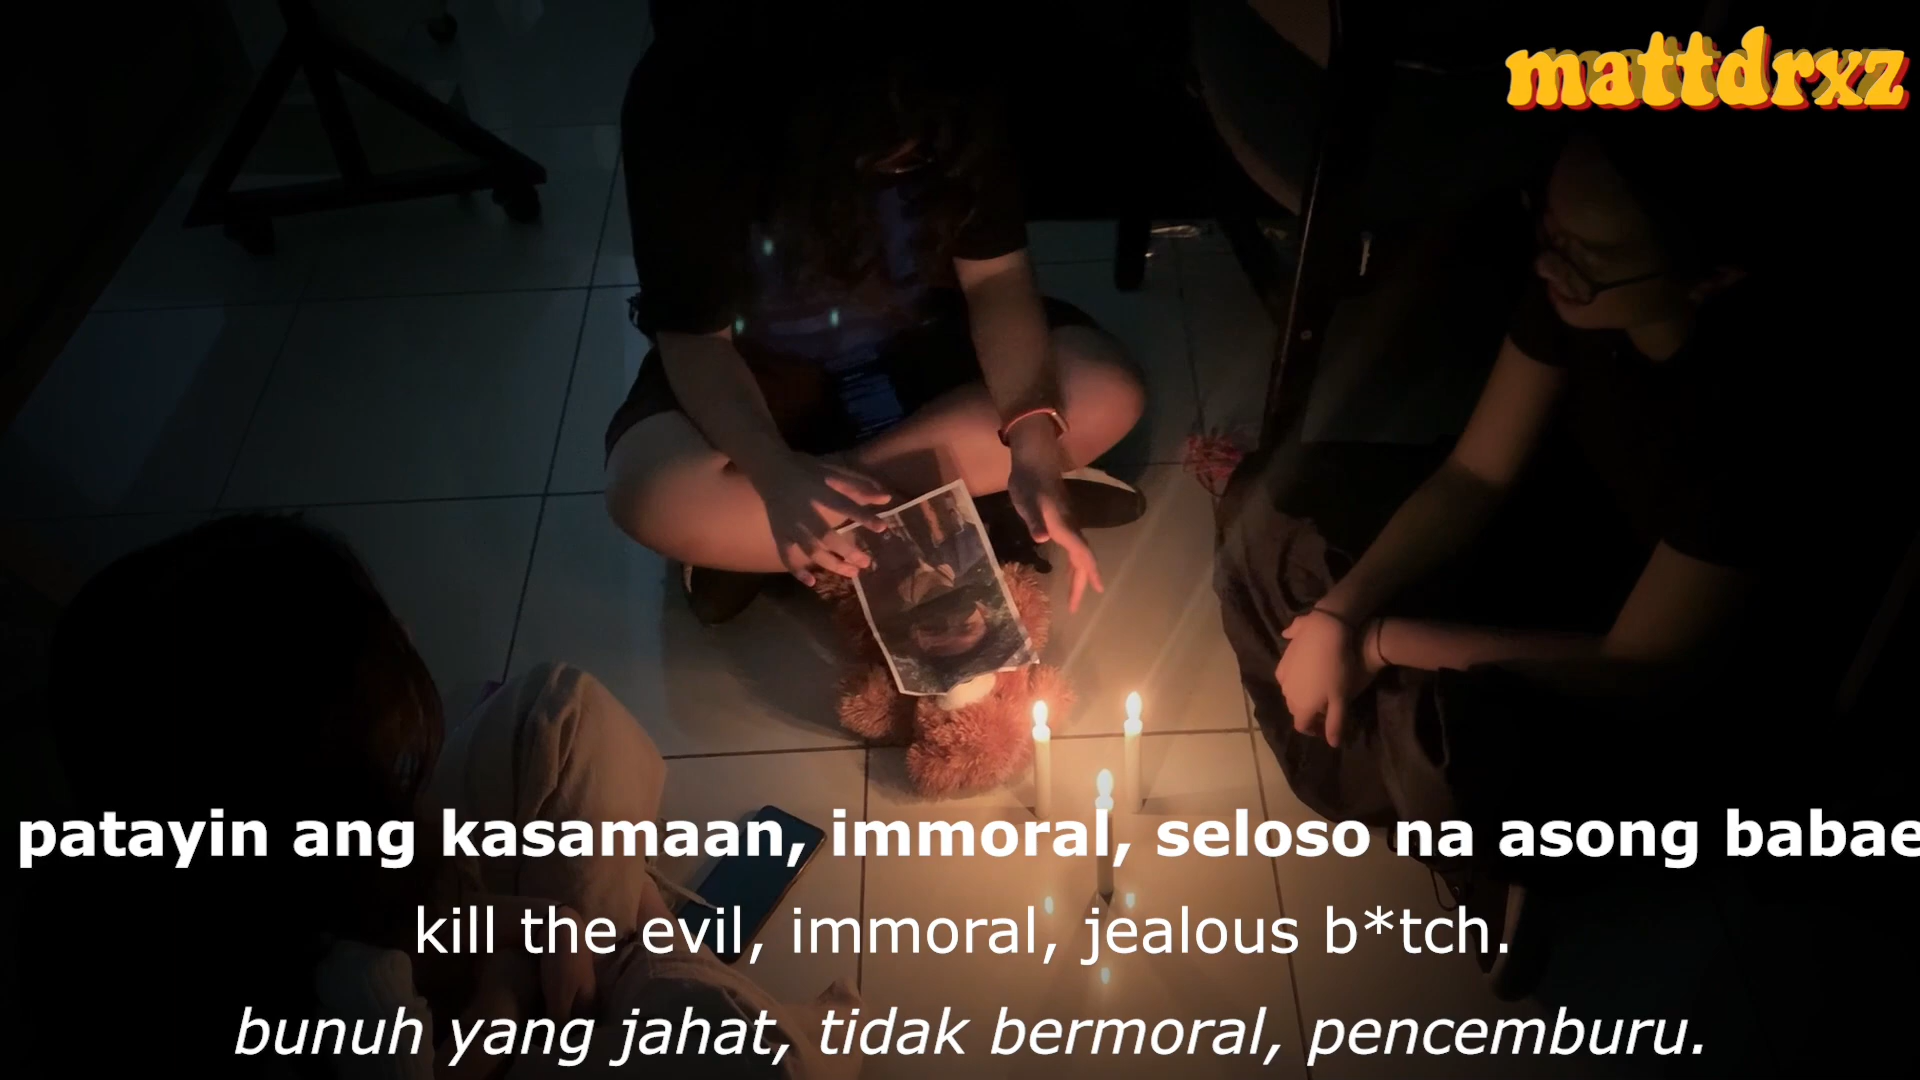 mattdrxz
patayin ang kasamaan, immoral, seloso na asong babae
kill the evil, immoral, jealous b*tch.
bunuh yang jahat, tidak bermoral, pencemburu.